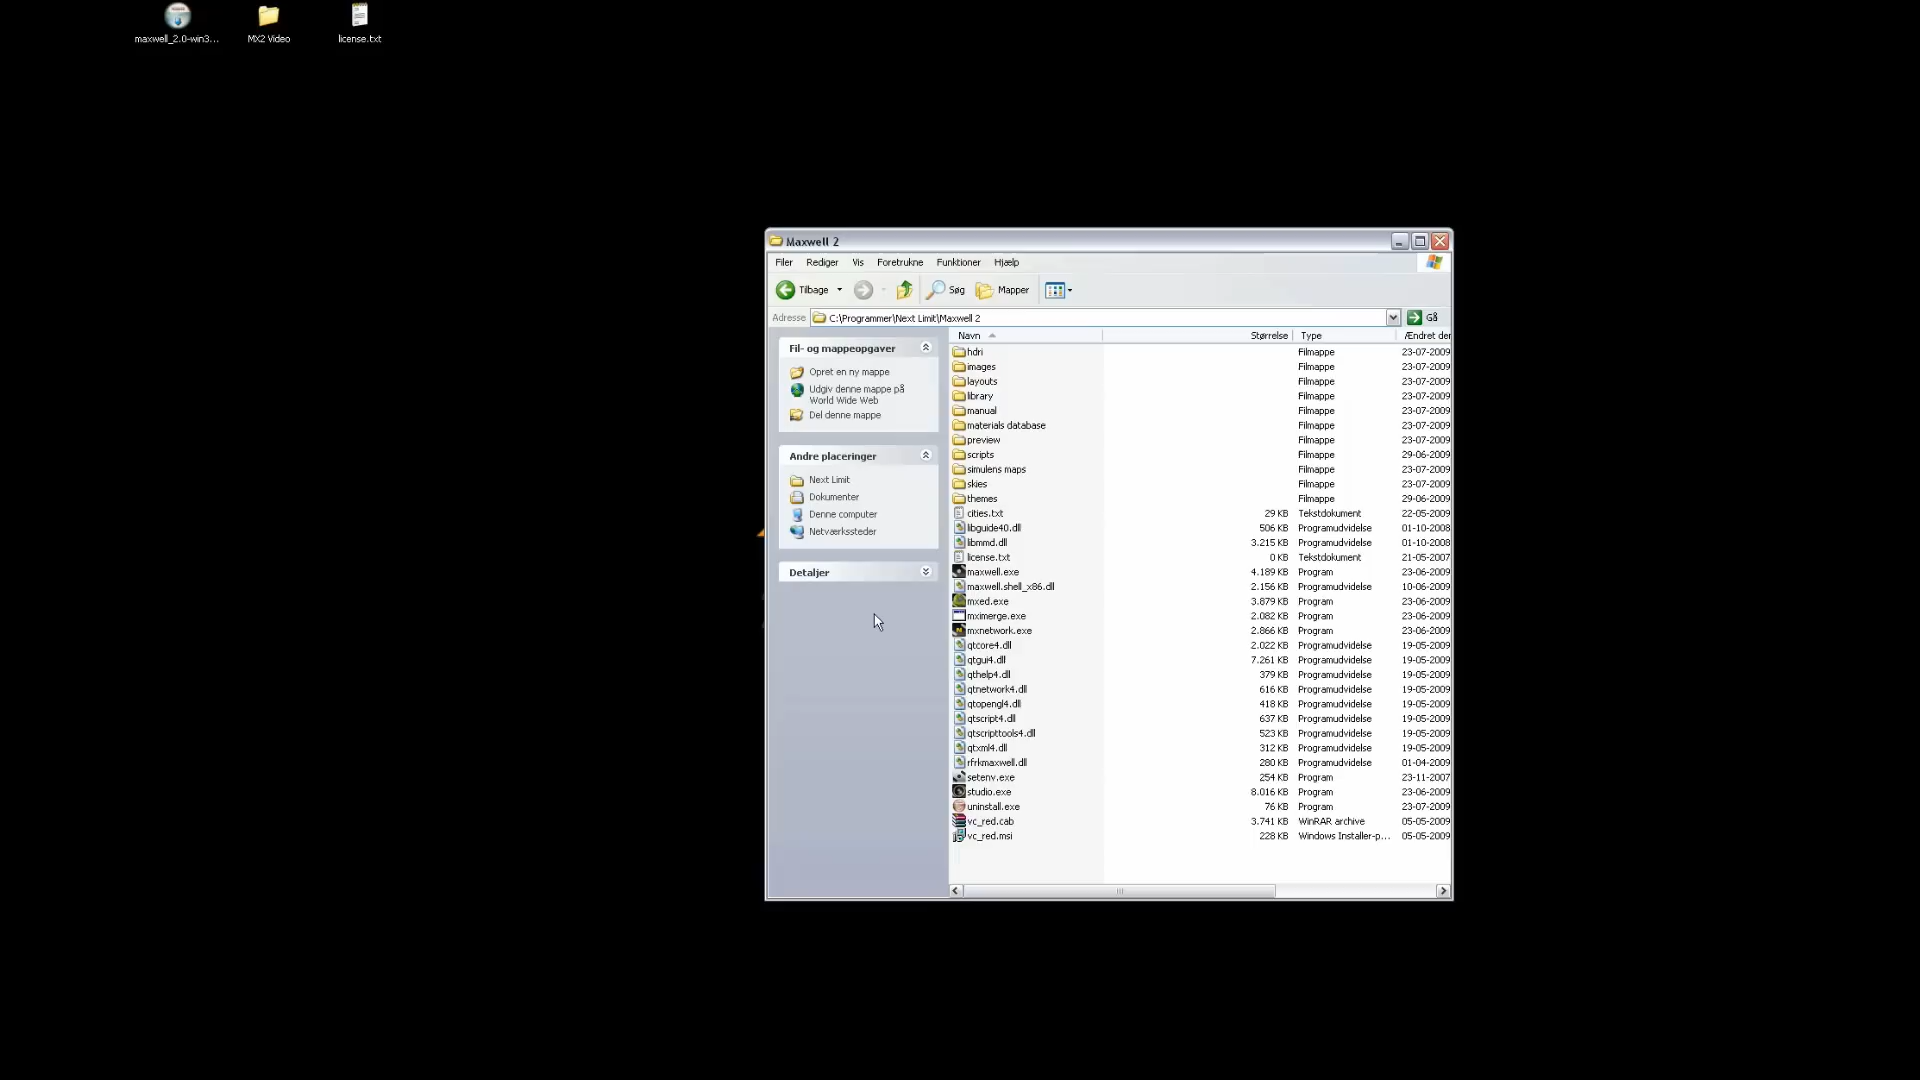 maxwell_2.0-win3...
MX2 Video
license.txt
Maxwell 2
Filer Rediger Vis Foretrukne Funktioner Hjælp
Tilbage Søg Mapper
Adresse C:\Programmer\Next Limit\Maxwell 2 Gå
Fil- og mappeopgaver
Opret en ny mappe
Udgiv denne mappe på
World Wide Web
Del denne mappe
Andre placeringer
Next Limit
Dokumenter
Denne computer
Netværkssteder
Detaljer
Navn Størrelse Type Ændret der
hdri Filmappe 23-07-2009
images Filmappe 23-07-2009
layouts Filmappe 23-07-2009
library Filmappe 23-07-2009
manual Filmappe 23-07-2009
materials database Filmappe 23-07-2009
preview Filmappe 23-07-2009
scripts Filmappe 29-06-2009
simulens maps Filmappe 23-07-2009
skies Filmappe 23-07-2009
themes Filmappe 29-06-2009
cities.txt 29 KB Tekstdokument 22-05-2009
libguide40.dll 506 KB Programudvidelse 01-10-2008
libmmd.dll 3.215 KB Programudvidelse 01-10-2008
license.txt 0 KB Tekstdokument 21-05-2007
maxwell.exe 4.189 KB Program 23-06-2009
maxwell.shell_x86.dll 2.156 KB Programudvidelse 10-06-2009
mxed.exe 3.879 KB Program 23-06-2009
mximerge.exe 2.082 KB Program 23-06-2009
mxnetwork.exe 2.866 KB Program 23-06-2009
qtcore4.dll 2.022 KB Programudvidelse 19-05-2009
qtgui4.dll 7.261 KB Programudvidelse 19-05-2009
qthelp4.dll 379 KB Programudvidelse 19-05-2009
qtnetwork4.dll 616 KB Programudvidelse 19-05-2009
qtopengl4.dll 418 KB Programudvidelse 19-05-2009
qtscript4.dll 637 KB Programudvidelse 19-05-2009
qtscripttools4.dll 523 KB Programudvidelse 19-05-2009
qtxml4.dll 312 KB Programudvidelse 19-05-2009
rfrkmaxwell.dll 280 KB Programudvidelse 01-04-2009
setenv.exe 254 KB Program 23-11-2007
studio.exe 8.016 KB Program 23-06-2009
uninstall.exe 76 KB Program 23-07-2009
vc_red.cab 3.741 KB WinRAR archive 05-05-2009
vc_red.msi 228 KB Windows Installer-p... 05-05-2009